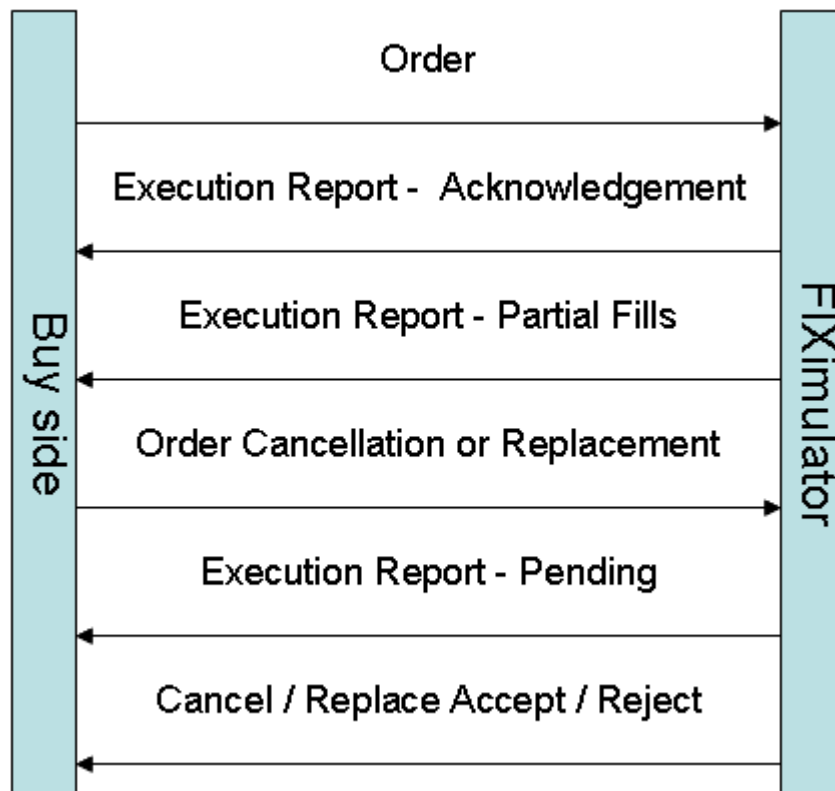 Order
Execution Report -  Acknowledgement
Execution Report - Partial Fills
Order Cancellation or Replacement
Execution Report - Pending
Cancel / Replace Accept / Reject
Buy side
FIXimulator